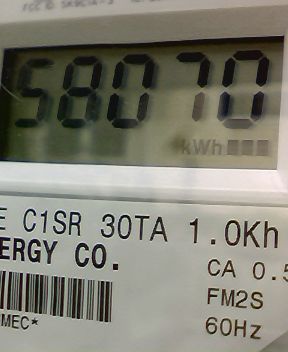 58070
kWh
E C1SR 30TA 1.0Kh
ERGY CO.
CA 0.5
FM2S
60Hz
MEC*